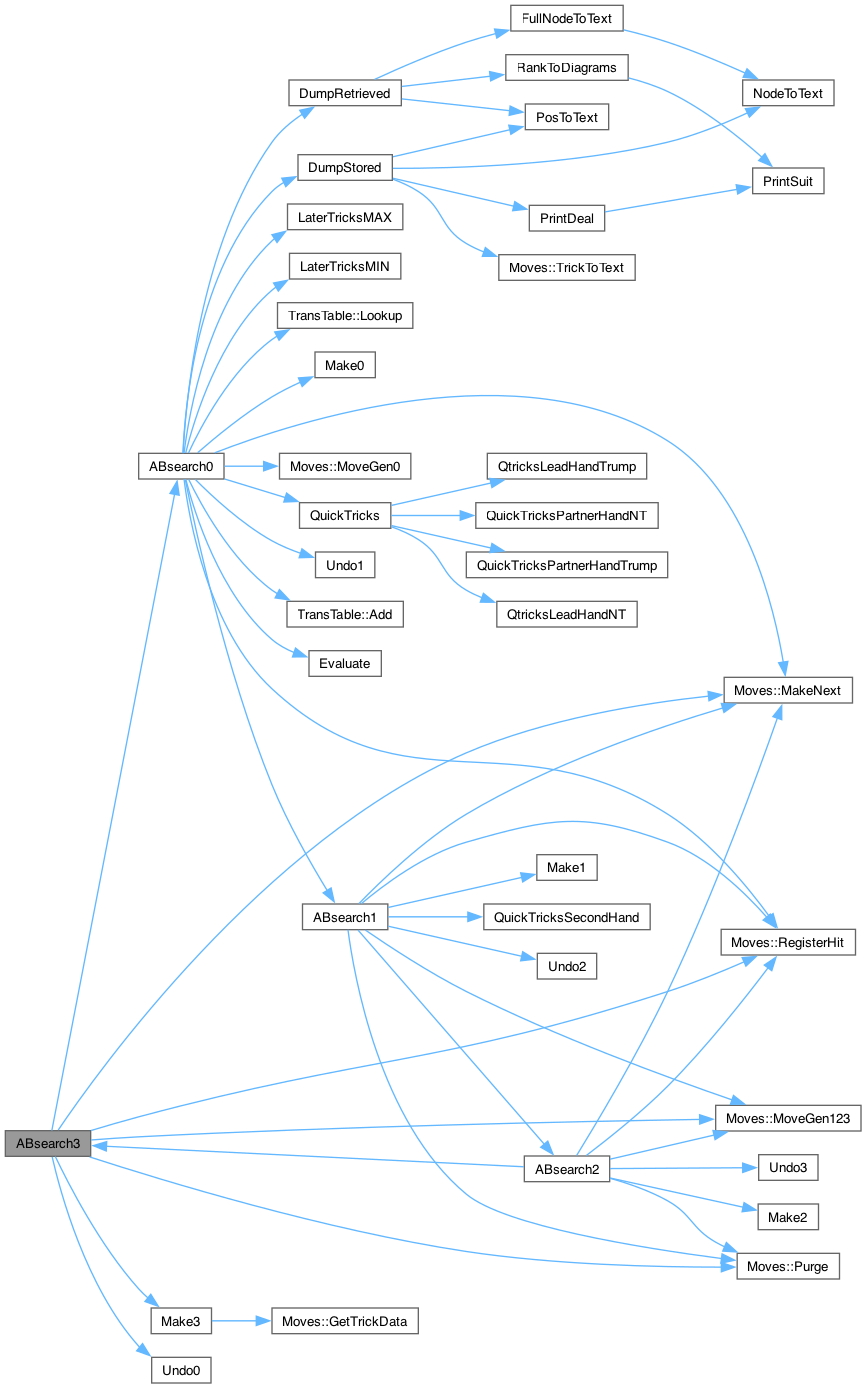 FullNodeToText
RankToDiagrams
DumpRetrieved
NodeToText
PosToText
DumpStored
PrintSuit
LaterTricksMAX
PrintDeal
LaterTricksMIN
Moves::TrickToText
TransTable::Lookup
Make0
ABsearch0
Moves::MoveGen0
QtricksLeadHandTrump
QuickTricks
QuickTricksPartnerHandNT
Undo1
QuickTricksPartnerHandTrump
TransTable::Add
QtricksLeadHandNT
Evaluate
Moves::MakeNext
Make1
ABsearch1
QuickTricksSecondHand
Moves::RegisterHit
Undo2
Moves::MoveGen123
ABsearch3
ABsearch2
Undo3
Make2
Moves::Purge
Make3
Moves::GetTrickData
Undo0